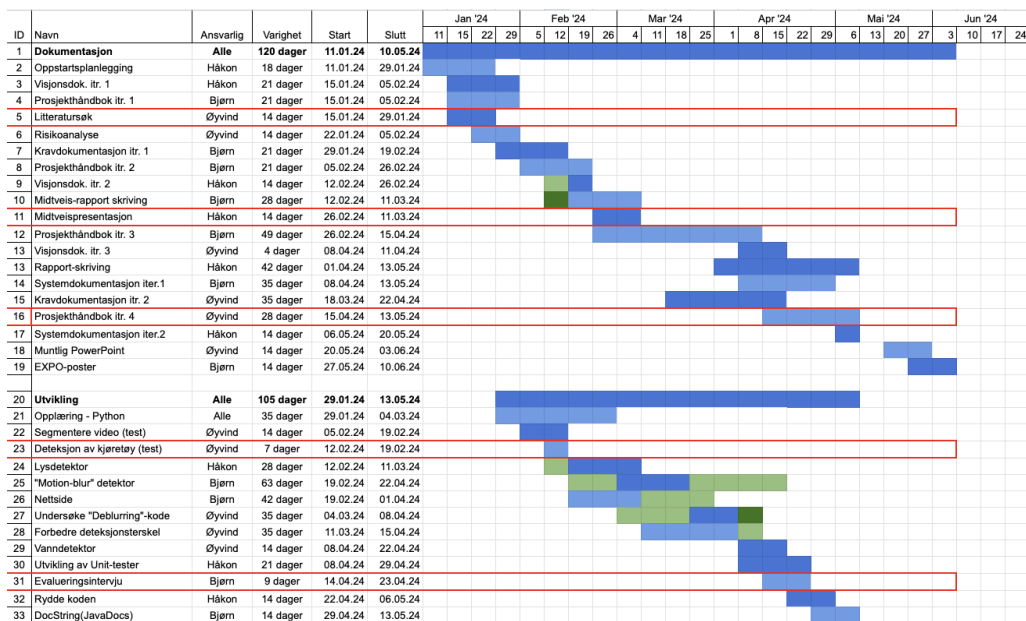 Jan '24 Feb '24 Mar '24 Apr '24 Mai '24 Jun '24
ID Navn Ansvarlig Varighet Start Slutt 11 15 22 29 5 12 19 26 4 11 18 25 1 8 15 22 29 6 13 20 27 3 10 17 24
1 Dokumentasjon Alle 120 dager 11.01.24 10.05.24
2 Oppstartsplanlegging Håkon 18 dager 11.01.24 29.01.24
3 Visjonsdok. itr. 1 Håkon 21 dager 15.01.24 05.02.24
4 Prosjekthåndbok itr. 1 Bjørn 21 dager 15.01.24 05.02.24
5 Litteratursøk Øyvind 14 dager 15.01.24 29.01.24
6 Risikoanalyse Øyvind 14 dager 22.01.24 05.02.24
7 Kravdokumentasjon itr. 1 Bjørn 21 dager 29.01.24 19.02.24
8 Prosjekthåndbok itr. 2 Bjørn 21 dager 05.02.24 26.02.24
9 Visjonsdok. itr. 2 Håkon 14 dager 12.02.24 26.02.24
10 Midtveis-rapport skriving Bjørn 28 dager 12.02.24 11.03.24
11 Midtveispresentasjon Håkon 14 dager 26.02.24 11.03.24
12 Prosjekthåndbok itr. 3 Bjørn 49 dager 26.02.24 15.04.24
13 Visjonsdok. itr. 3 Øyvind 4 dager 08.04.24 11.04.24
13 Rapport-skriving Håkon 42 dager 01.04.24 13.05.24
14 Systemdokumentasjon iter.1 Bjørn 35 dager 08.04.24 13.05.24
15 Kravdokumentasjon itr. 2 Øyvind 35 dager 18.03.24 22.04.24
16 Prosjekthåndbok itr. 4 Øyvind 28 dager 15.04.24 13.05.24
17 Systemdokumentasjon iter.2 Håkon 14 dager 06.05.24 20.05.24
18 Muntlig PowerPoint Øyvind 14 dager 20.05.24 03.06.24
19 EXPO-poster Bjørn 14 dager 27.05.24 10.06.24
20 Utvikling Alle 105 dager 29.01.24 13.05.24
21 Opplæring - Python Alle 35 dager 29.01.24 04.03.24
22 Segmentere video (test) Øyvind 14 dager 05.02.24 19.02.24
23 Deteksjon av kjøretøy (test) Øyvind 7 dager 12.02.24 19.02.24
24 Lysdetektor Håkon 28 dager 12.02.24 11.03.24
25 "Motion-blur" detektor Bjørn 63 dager 19.02.24 22.04.24
26 Nettside Bjørn 42 dager 19.02.24 01.04.24
27 Undersøke "Deblurring"-kode Øyvind 35 dager 04.03.24 08.04.24
28 Forbedre deteksjonsterskel Øyvind 35 dager 11.03.24 15.04.24
29 Vanndetektor Øyvind 14 dager 08.04.24 22.04.24
30 Utvikling av Unit-tester Håkon 21 dager 08.04.24 29.04.24
31 Evalueringsintervju Bjørn 9 dager 14.04.24 23.04.24
32 Rydde koden Håkon 14 dager 22.04.24 06.05.24
33 DocString(JavaDocs) Bjørn 14 dager 29.04.24 13.05.24